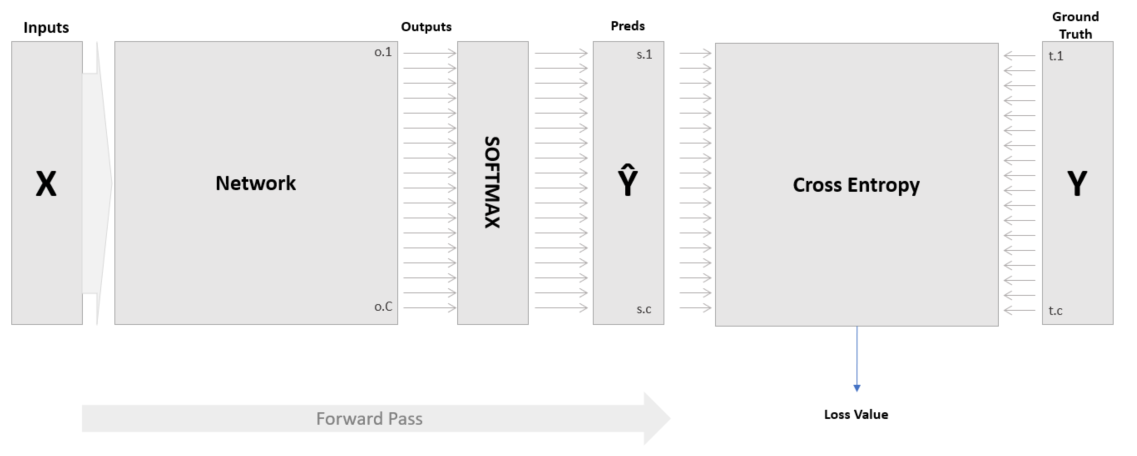 Inputs
Outputs
Preds
Ground
Truth
o.1
s.1
t.1
X
Network
SOFTMAX
Ŷ
Cross Entropy
Y
o.C
s.c
t.c
Forward Pass
Loss Value